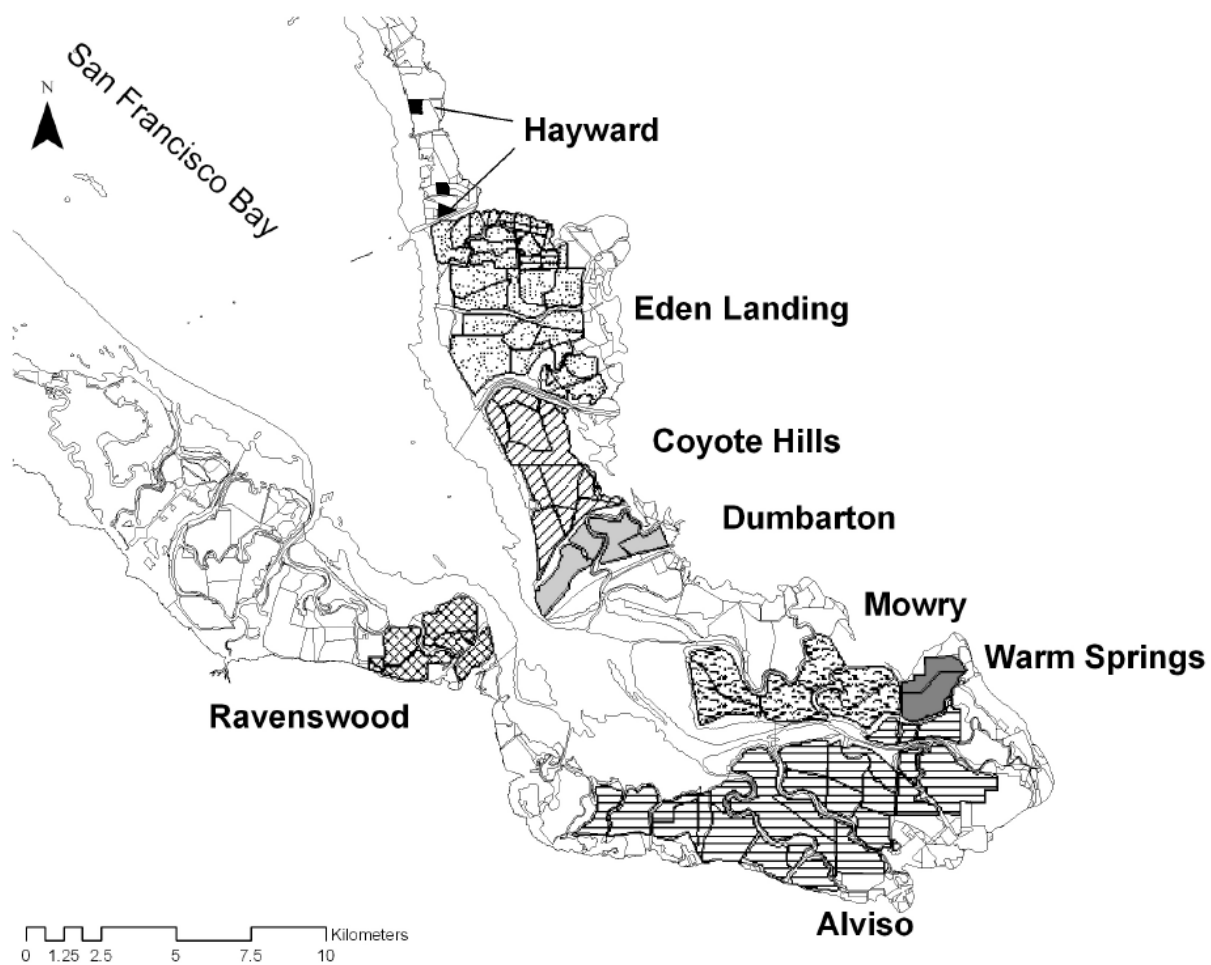 San Francisco Bay
N
Hayward
Eden Landing
Coyote Hills
Dumbarton
Mowry
Warm Springs
Ravenswood
Alviso
Kilometers
0 1.25 2.5 5 7.5 10